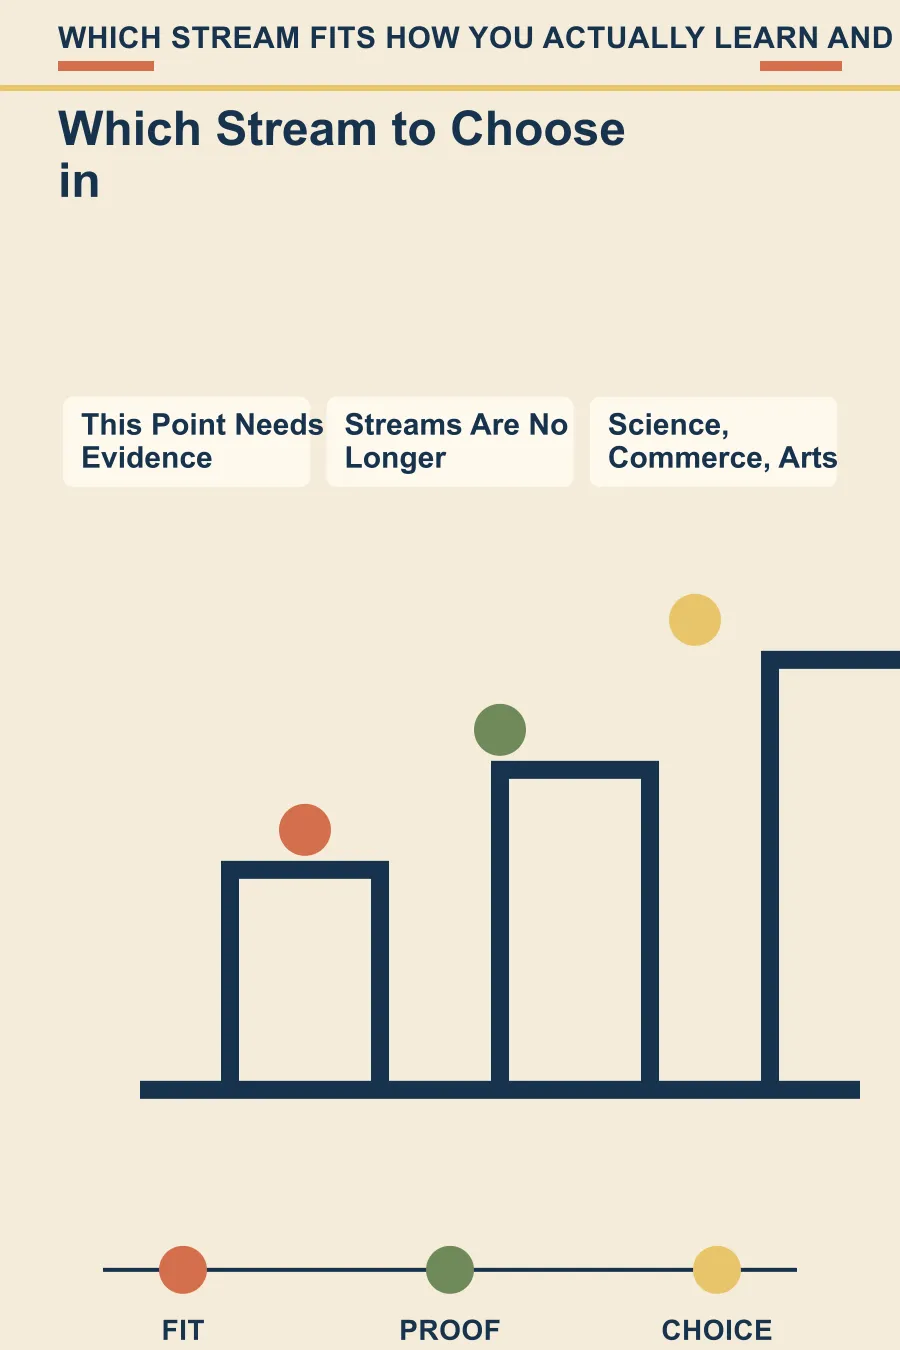 WHICH STREAM FITS HOW YOU ACTUALLY LEARN AND
Which Stream to Choose
in
This Point Needs
Evidence
Streams Are No
Longer
Science,
Commerce, Arts
FIT
PROOF
CHOICE